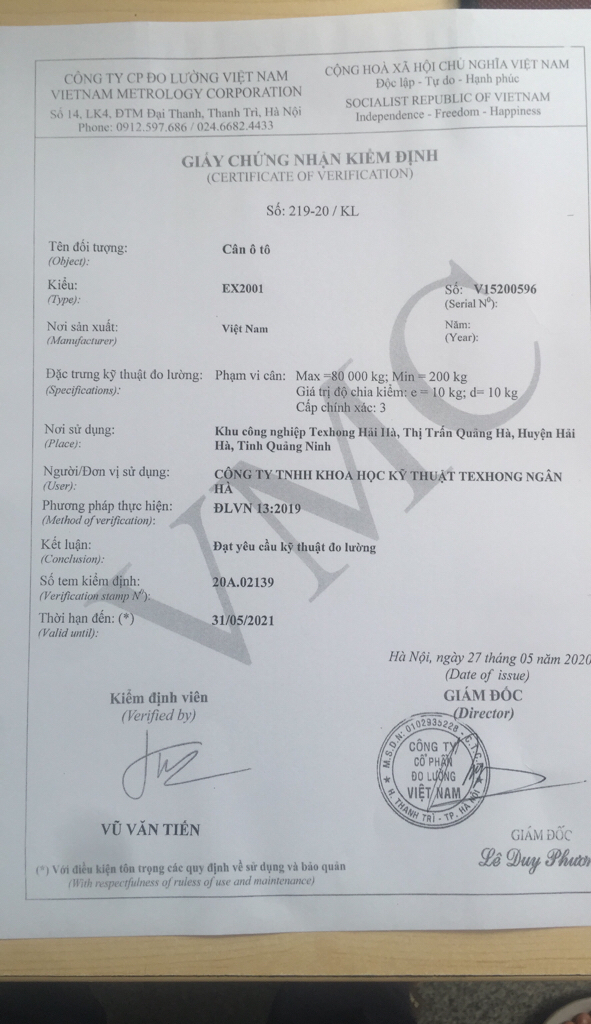 CÔNG TY CP ĐO LƯỜNG VIỆT NAM
VIETNAM METROLOGY CORPORATION
Số 14, LK4, ĐTM Đại Thanh, Thanh Trì, Hà Nội
Phone: 0912.597.686 / 024.6682.4433
CỘNG HOÀ XÃ HỘI CHỦ NGHĨA VIỆT NAM
Độc lập - Tự do - Hạnh phúc
SOCIALIST REPUBLIC OF VIETNAM
Independence - Freedom - Happiness
GIẤY CHỨNG NHẬN KIỂM ĐỊNH
(CERTIFICATE OF VERIFICATION)
Số: 219-20 / KL
Tên đối tượng: Cân ô tô
(Object):
Kiểu: EX2001 Số: V15200596
(Type): (Serial N⁰):
Nơi sản xuất: Việt Nam Năm:
(Manufacturer) (Year):
Đặc trưng kỹ thuật đo lường: Phạm vi cân: Max =80 000 kg; Min = 200 kg
(Specifications): Giá trị độ chia kiểm: e = 10 kg; d= 10 kg
Cấp chính xác: 3
Nơi sử dụng: Khu công nghiệp Texhong Hải Hà, Thị Trấn Quảng Hà, Huyện Hải
(Place): Hà, Tỉnh Quảng Ninh
Người/Đơn vị sử dụng: CÔNG TY TNHH KHOA HỌC KỸ THUẬT TEXHONG NGÂN
(User): HÀ
Phương pháp thực hiện: ĐLVN 13:2019
(Method of verification):
Kết luận: Đạt yêu cầu kỹ thuật đo lường
(Conclusion):
Số tem kiểm định: 20A.02139
(Verification stamp N⁰):
Thời hạn đến: (*) 31/05/2021
(Valid until):
VMC
Hà Nội, ngày 27 tháng 05 năm 2020
(Date of issue)
Kiểm định viên
(Verified by)
GIÁM ĐỐC
(Director)
M.S.D.N: 0102935228 - C.T.C.P
CÔNG TY
CỔ PHẦN
ĐO LƯỜNG
VIỆT NAM
H. THANH TRÌ - TP. HÀ NỘI
VŨ VĂN TIẾN
GIÁM ĐỐC
Lê Duy Phươn
(*) Với điều kiện tôn trọng các quy định về sử dụng và bảo quản
(With respectfulness of ruless of use and maintenance)